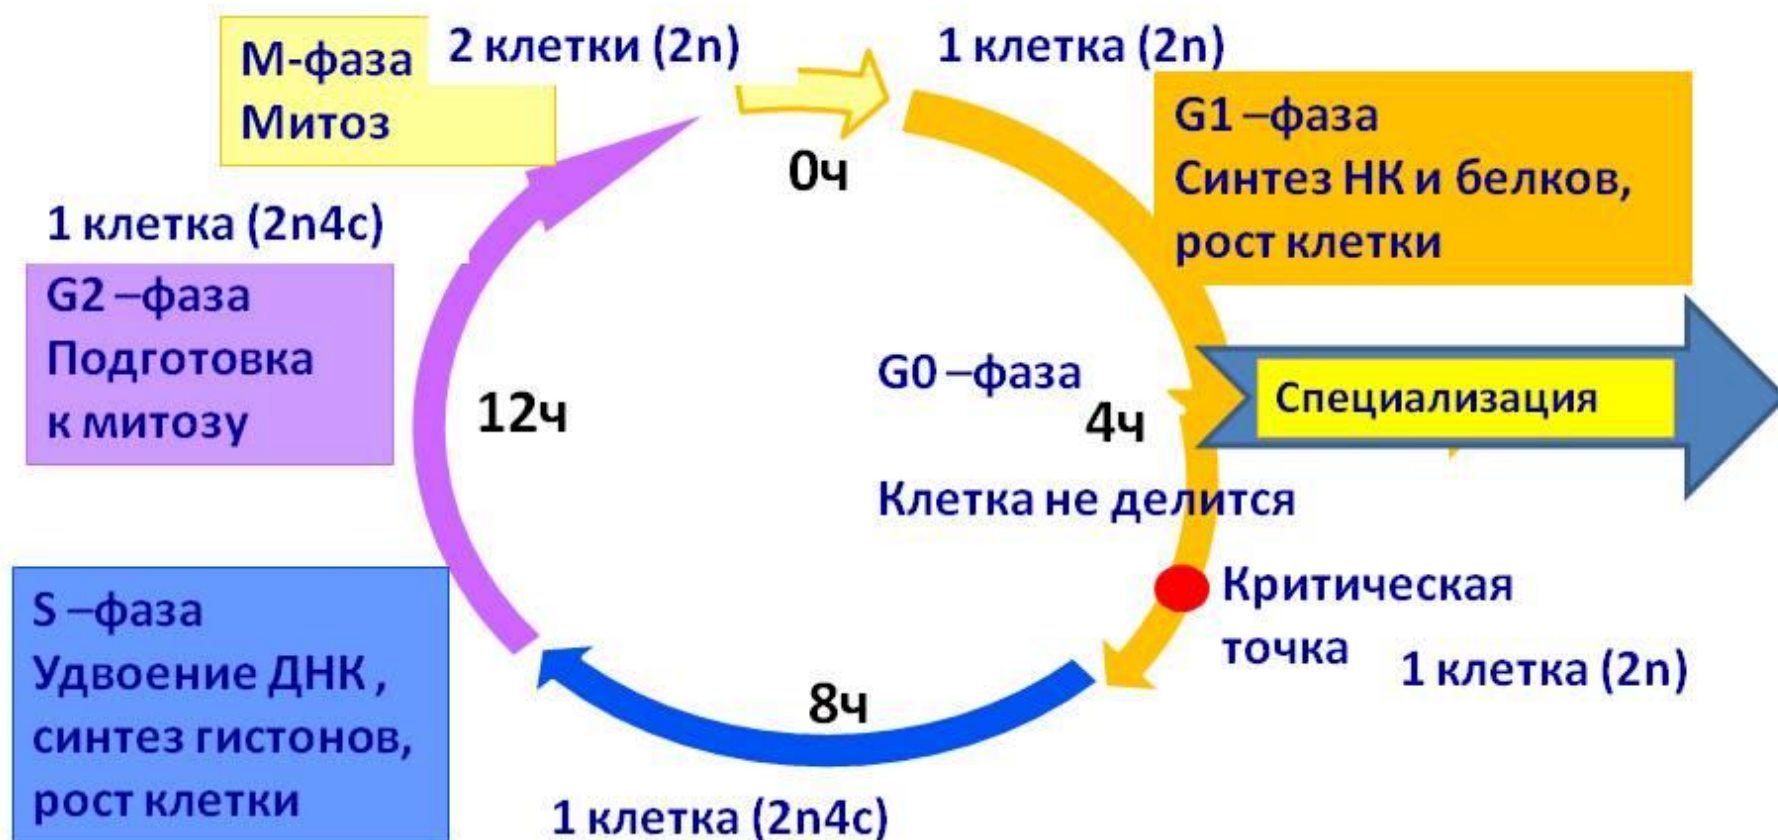 М-фаза
Митоз
2 клетки (2n)
1 клетка (2n)
0ч
G1 –фаза
Синтез НК и белков,
рост клетки
1 клетка (2n4c)
G2 –фаза
Подготовка
к митозу
12ч
G0 –фаза
4ч
Специализация
Клетка не делится
Критическая
точка
1 клетка (2n)
S –фаза
Удвоение ДНК ,
синтез гистонов,
рост клетки
8ч
1 клетка (2n4c)